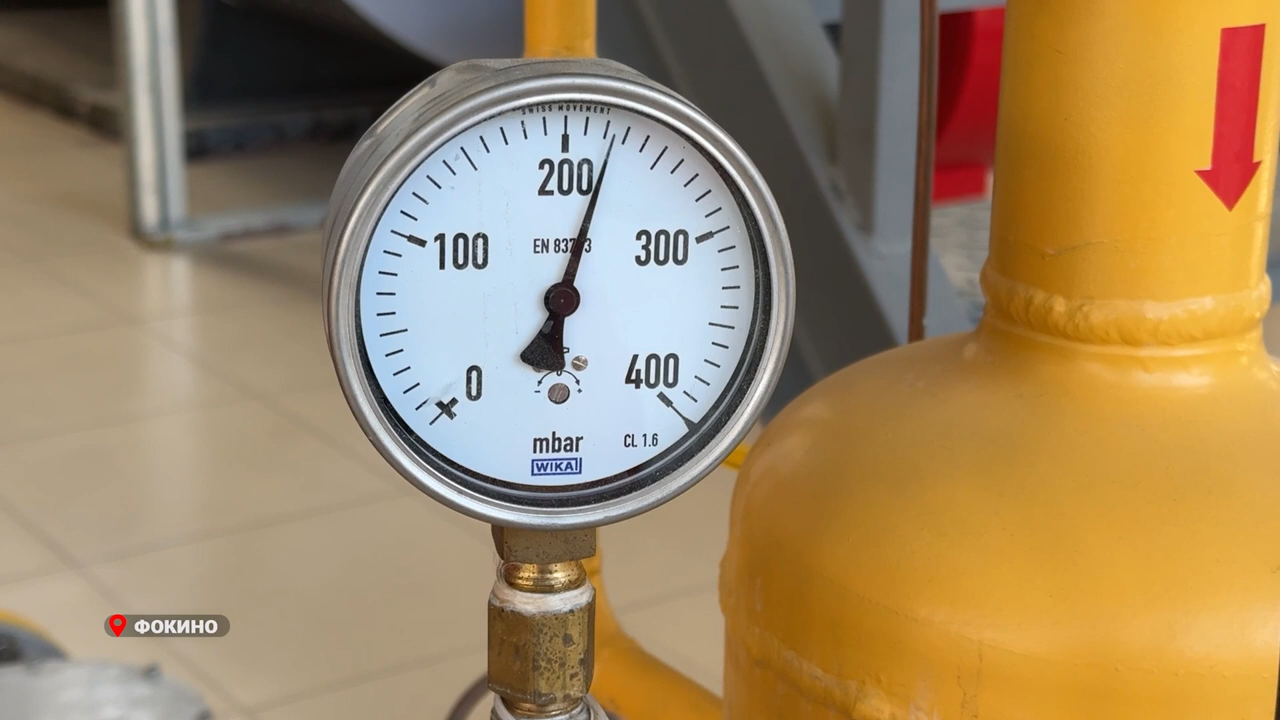 SWISS MOVEMENT
200
100
EN 837-3
300
0
400
mbar
CL 1.6
WIKA
ФОКИНО